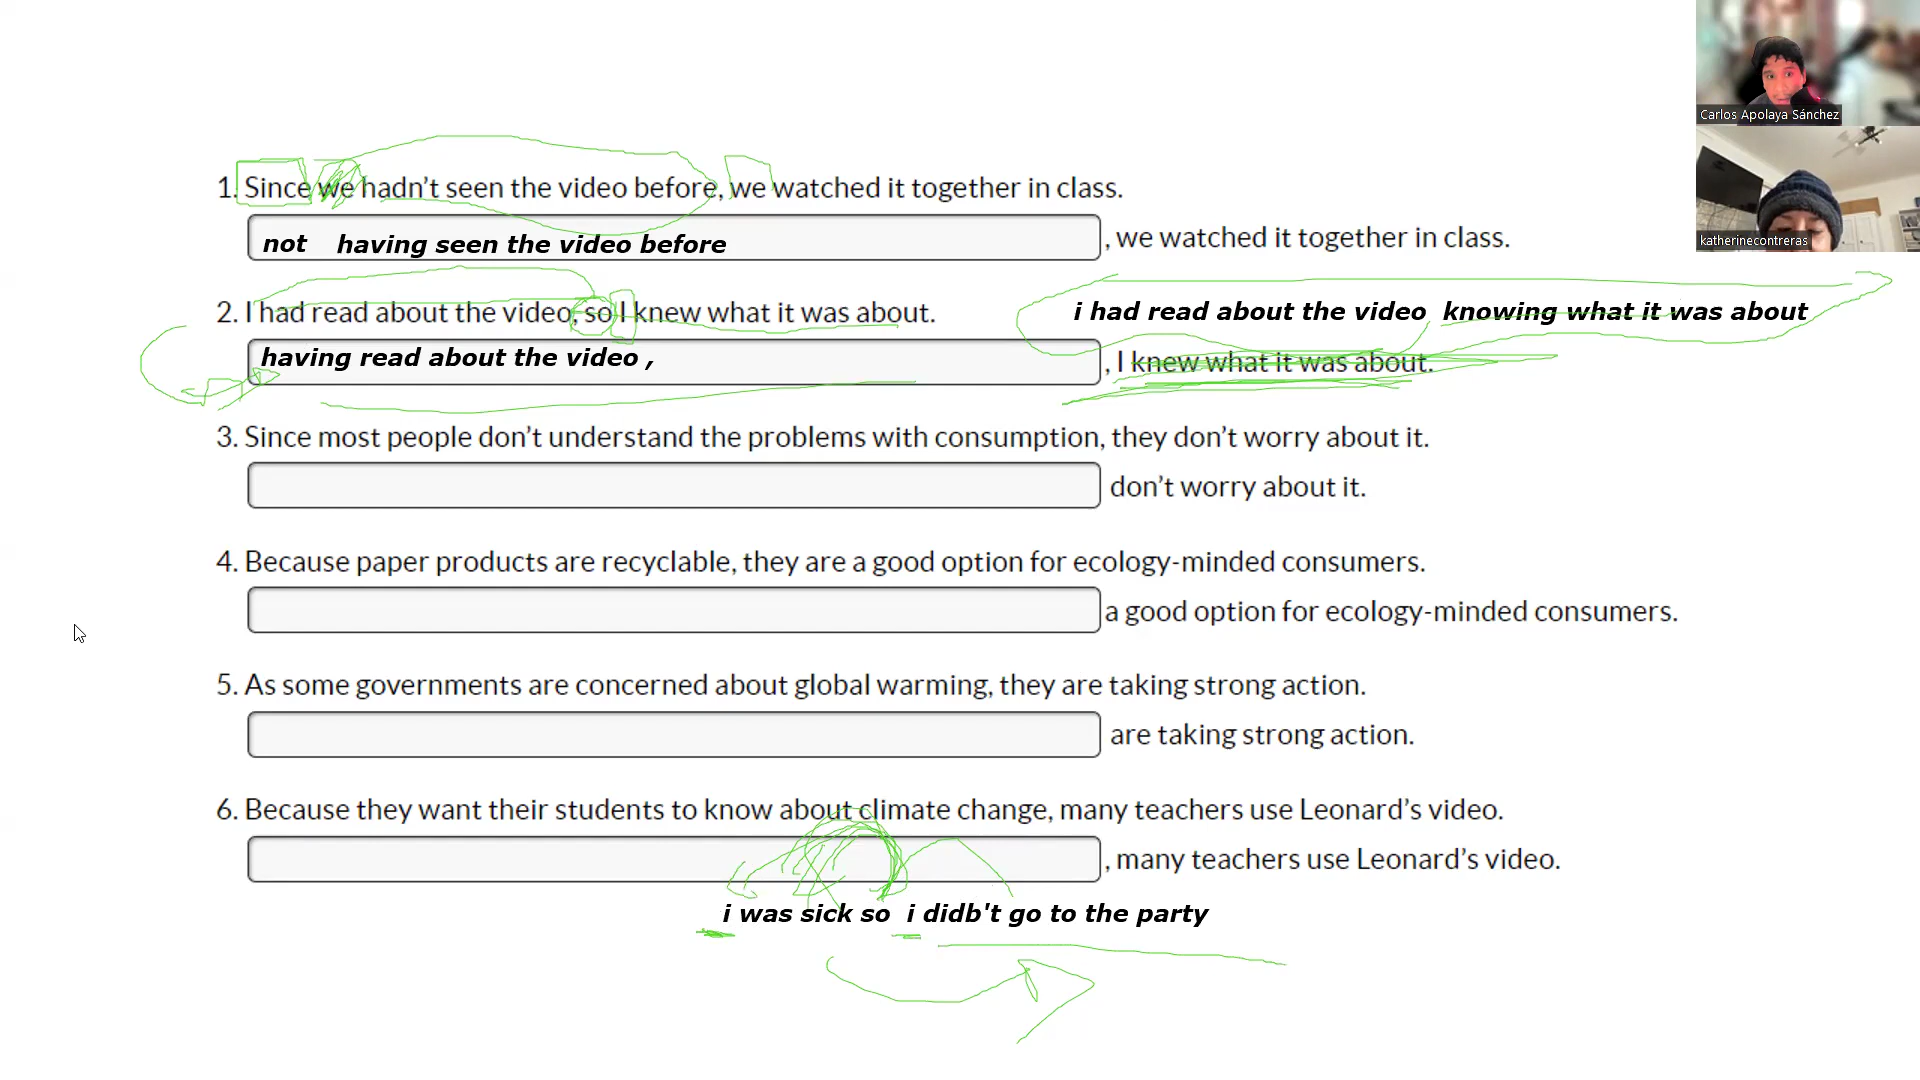 Carlos Apolaya Sánchez
katherinecontreras
1. Since we hadn't seen the video before, we watched it together in class.
not having seen the video before , we watched it together in class.
2. I had read about the video, so I knew what it was about.
i had read about the video knowing what it was about
having read about the video , , I knew what it was about.
3. Since most people don't understand the problems with consumption, they don't worry about it.
don't worry about it.
4. Because paper products are recyclable, they are a good option for ecology-minded consumers.
a good option for ecology-minded consumers.
5. As some governments are concerned about global warming, they are taking strong action.
are taking strong action.
6. Because they want their students to know about climate change, many teachers use Leonard's video.
, many teachers use Leonard's video.
i was sick so i didb't go to the party